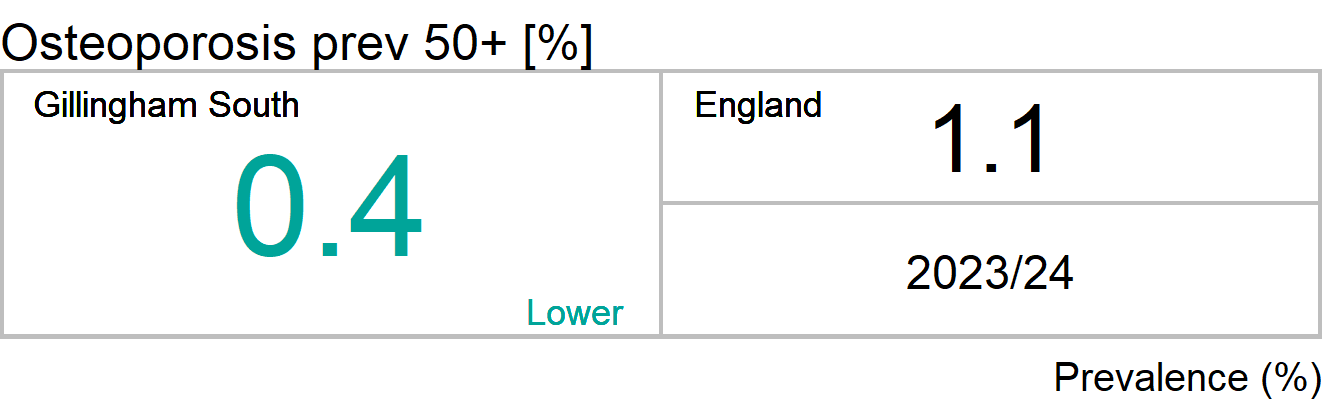 Osteoporosis prev 50+ [%]
Gillingham South
0.4
Lower
England
1.1
2023/24
Prevalence (%)